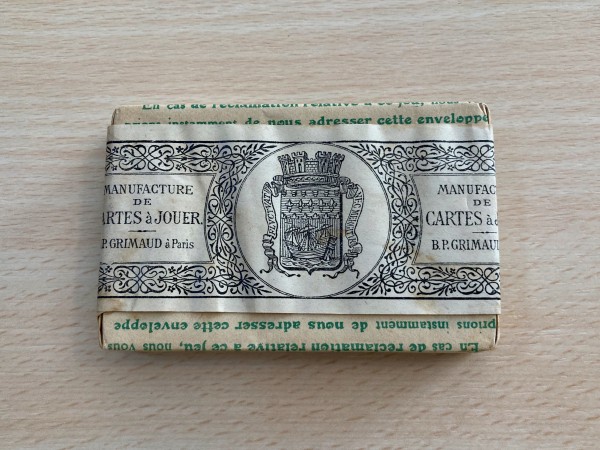 En cas de réclamation relative à ce jeu, nous
prions instamment de nous adresser cette enveloppe
MANUFACTURE
DE
CARTES à JOUER.
B.P. GRIMAUD à Paris
MANUFAC
DE
CARTES à
B.P. GRIMAU
prions instamment de nous adresser cette enveloppe
En cas de réclamation relative à ce jeu, nous vous